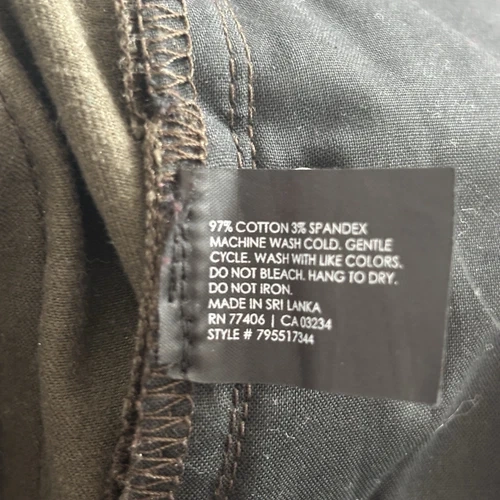 97% COTTON 3% SPANDEX
MACHINE WASH COLD. GENTLE
CYCLE. WASH WITH LIKE COLORS.
DO NOT BLEACH. HANG TO DRY.
DO NOT IRON.
MADE IN SRI LANKA
RN 77406 | CA 03234
STYLE # 795517344